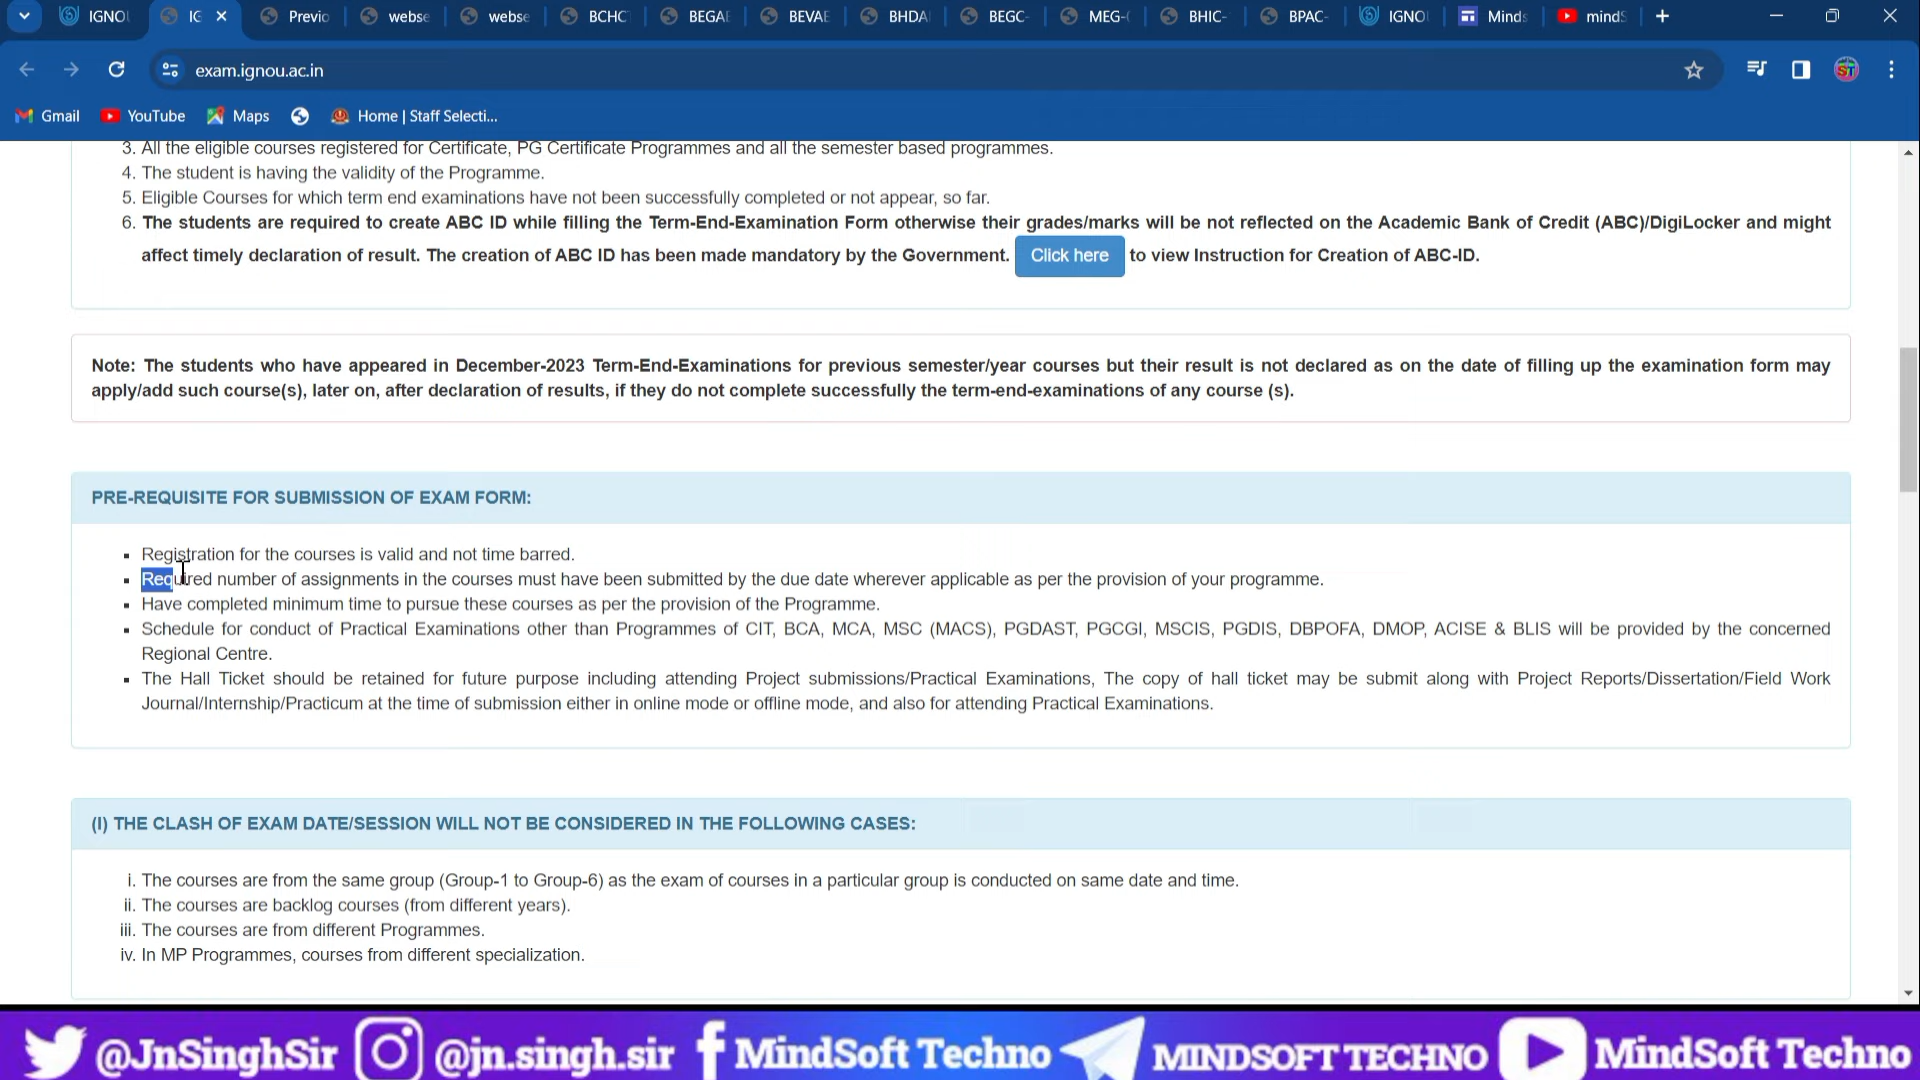 IGNOU
IG
Previo
webse
webse
BCHC
BEGAE
BEVAE
BHDA
BEGC-
MEG-
BHIC-
BPAC-
IGNO
Minds
minds
exam.ignou.ac.in
Gmail
YouTube
Maps
Home | Staff Selecti...
3. All the eligible courses registered for Certificate, PG Certificate Programmes and all the semester based programmes.
4. The student is having the validity of the Programme.
5. Eligible Courses for which term end examinations have not been successfully completed or not appear, so far.
6. The students are required to create ABC ID while filling the Term-End-Examination Form otherwise their grades/marks will be not reflected on the Academic Bank of Credit (ABC)/DigiLocker and might
affect timely declaration of result. The creation of ABC ID has been made mandatory by the Government. Click here to view Instruction for Creation of ABC-ID.
Note: The students who have appeared in December-2023 Term-End-Examinations for previous semester/year courses but their result is not declared as on the date of filling up the examination form may
apply/add such course(s), later on, after declaration of results, if they do not complete successfully the term-end-examinations of any course (s).
PRE-REQUISITE FOR SUBMISSION OF EXAM FORM:
Registration for the courses is valid and not time barred.
Required number of assignments in the courses must have been submitted by the due date wherever applicable as per the provision of your programme.
Have completed minimum time to pursue these courses as per the provision of the Programme.
Schedule for conduct of Practical Examinations other than Programmes of CIT, BCA, MCA, MSC (MACS), PGDAST, PGCGI, MSCIS, PGDIS, DBPOFA, DMOP, ACISE & BLIS will be provided by the concerned
Regional Centre.
The Hall Ticket should be retained for future purpose including attending Project submissions/Practical Examinations, The copy of hall ticket may be submit along with Project Reports/Dissertation/Field Work
Journal/Internship/Practicum at the time of submission either in online mode or offline mode, and also for attending Practical Examinations.
(I) THE CLASH OF EXAM DATE/SESSION WILL NOT BE CONSIDERED IN THE FOLLOWING CASES:
i. The courses are from the same group (Group-1 to Group-6) as the exam of courses in a particular group is conducted on same date and time.
ii. The courses are backlog courses (from different years).
iii. The courses are from different Programmes.
iv. In MP Programmes, courses from different specialization.
@JnSinghSir @jn.singh.sir MindSoft Techno MINDSOFT TECHNO MindSoft Techno